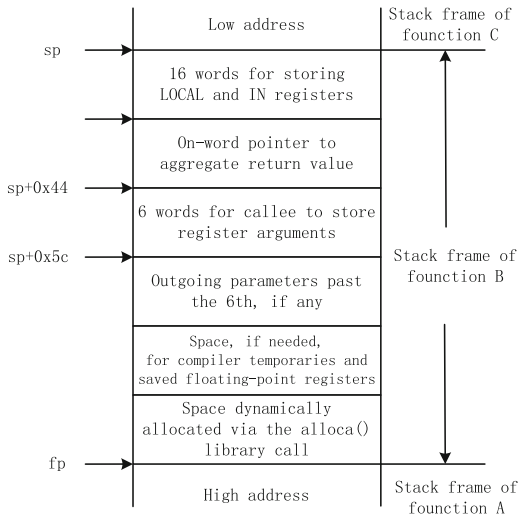 Low address
Stack frame of
founction C
sp
16 words for storing
LOCAL and IN registers
On-word pointer to
aggregate return value
sp+0x44
6 words for callee to store
register arguments
sp+0x5c
Stack frame of
founction B
Outgoing parameters past
the 6th, if any
Space, if needed,
for compiler temporaries and
saved floating-point registers
Space dynamically
allocated via the alloca()
library call
fp
High address
Stack frame of
founction A